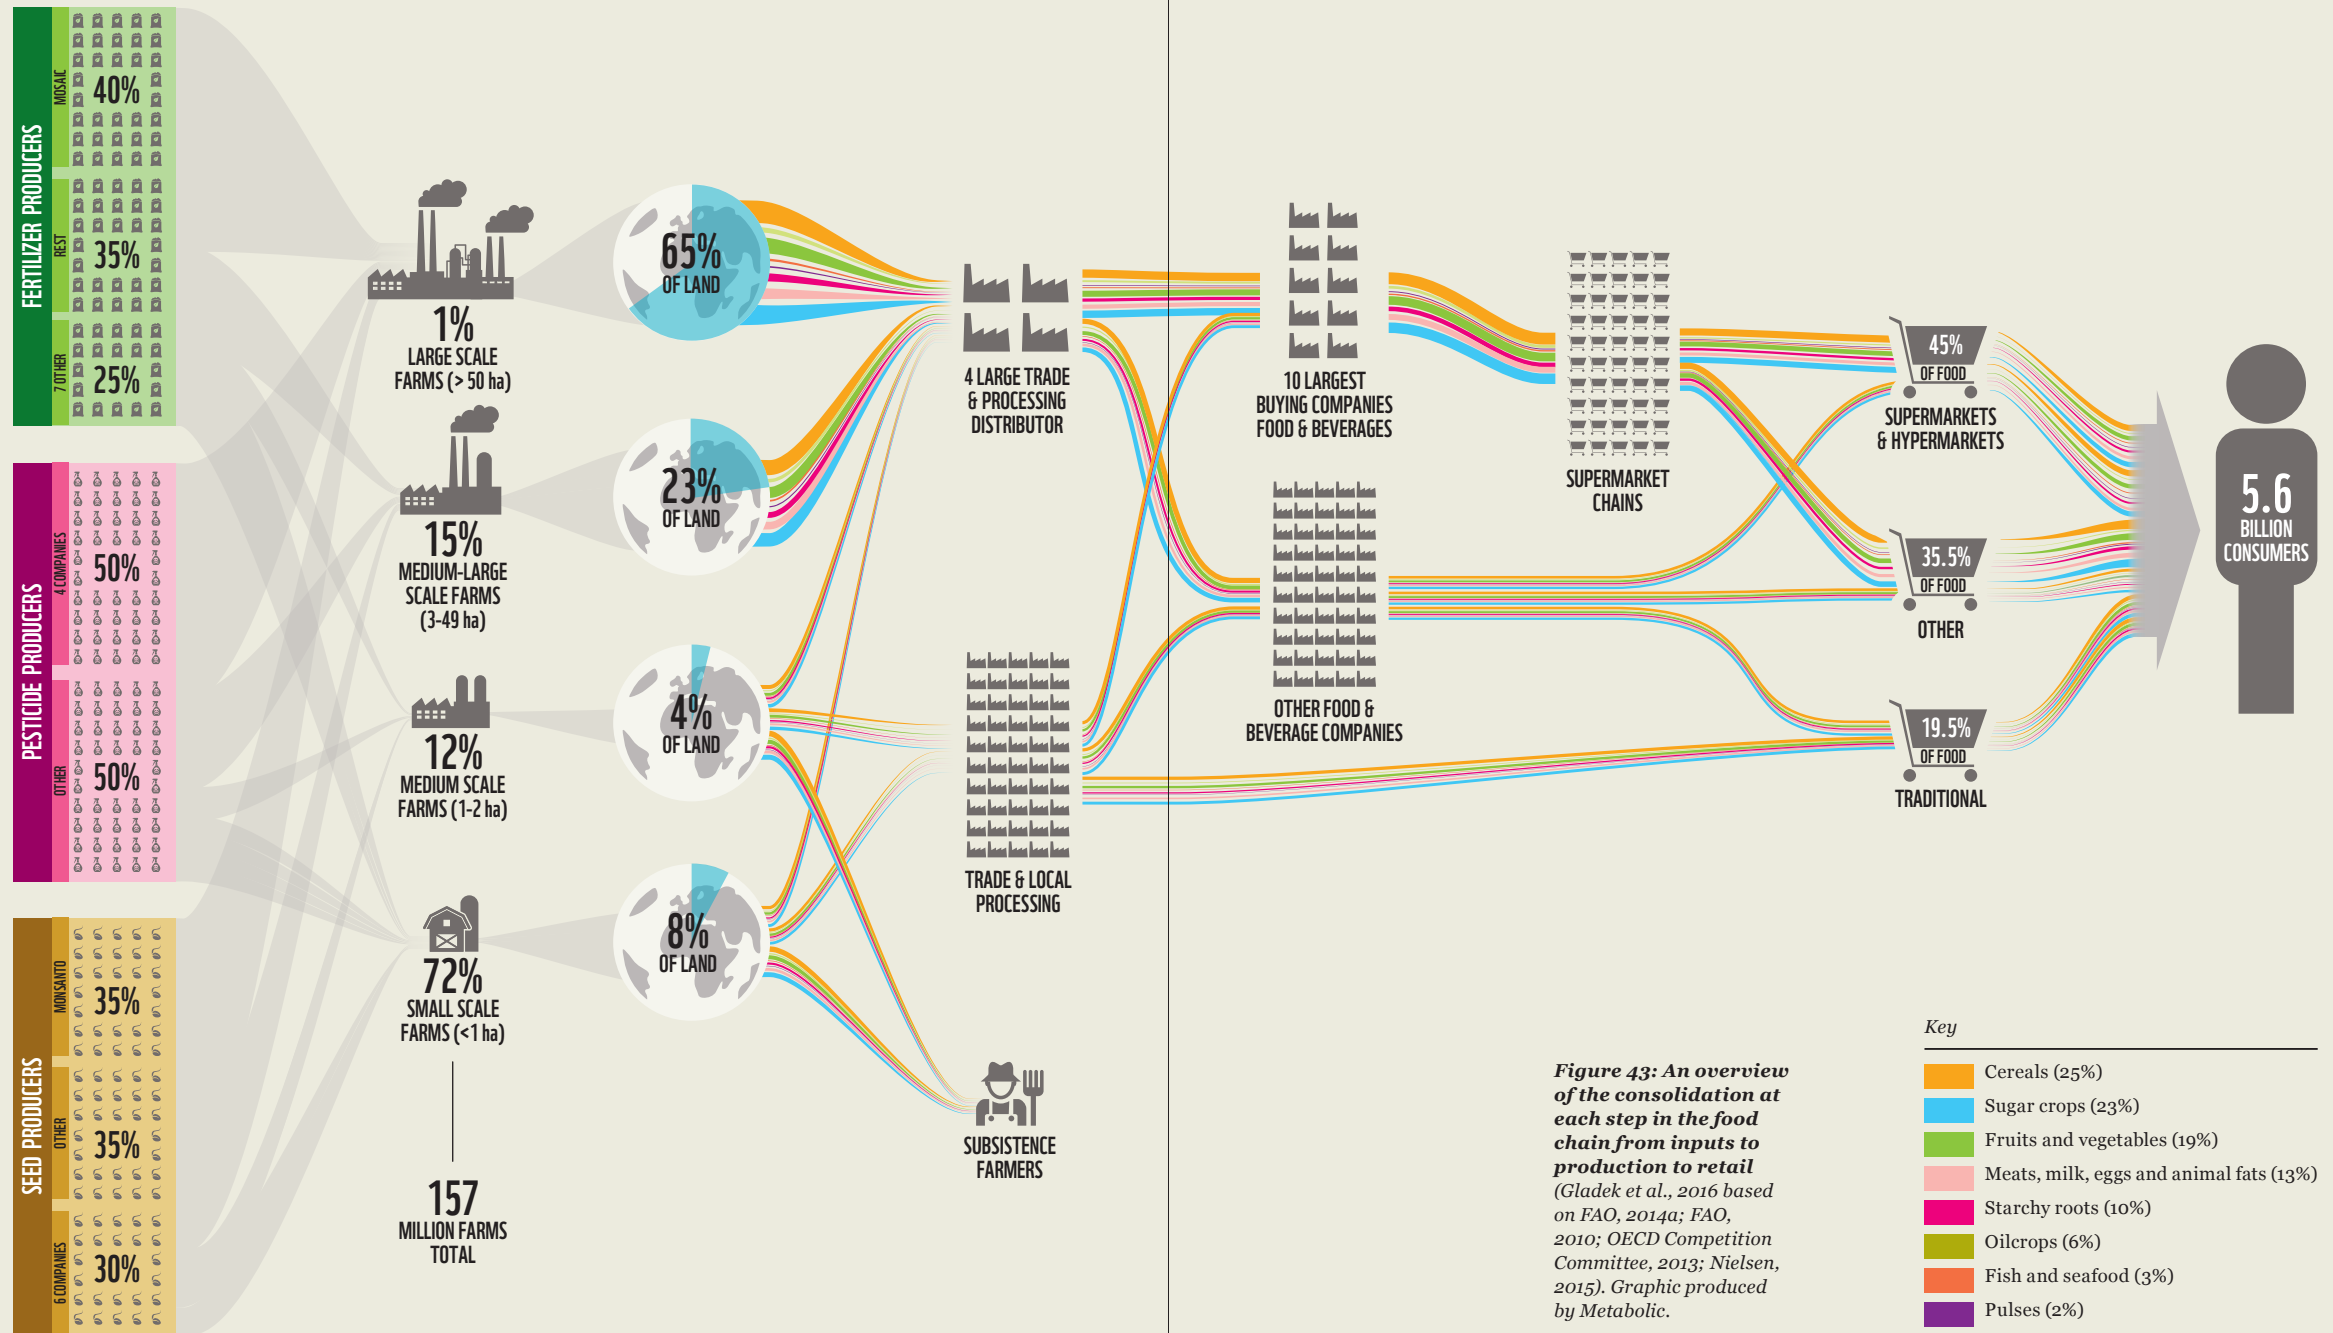 FERTILIZER PRODUCERS
MOSAIC
40%
REST
35%
7 OTHER
25%
PESTICIDE PRODUCERS
4 COMPANIES
50%
OTHER
50%
SEED PRODUCERS
MONSANTO
35%
OTHER
35%
6 COMPANIES
30%
1%
LARGE SCALE
FARMS (> 50 ha)
15%
MEDIUM-LARGE
SCALE FARMS
(3-49 ha)
12%
MEDIUM SCALE
FARMS (1-2 ha)
72%
SMALL SCALE
FARMS (<1 ha)
157
MILLION FARMS
TOTAL
65%
OF LAND
23%
OF LAND
4%
OF LAND
8%
OF LAND
4 LARGE TRADE
& PROCESSING
DISTRIBUTOR
TRADE & LOCAL
PROCESSING
SUBSISTENCE
FARMERS
10 LARGEST
BUYING COMPANIES
FOOD & BEVERAGES
OTHER FOOD &
BEVERAGE COMPANIES
SUPERMARKET
CHAINS
45%
OF FOOD
SUPERMARKETS
& HYPERMARKETS
35.5%
OF FOOD
OTHER
19.5%
OF FOOD
TRADITIONAL
5.6
BILLION
CONSUMERS
Figure 43: An overview
of the consolidation at
each step in the food
chain from inputs to
production to retail
(Gladek et al., 2016 based
on FAO, 2014a; FAO,
2010; OECD Competition
Committee, 2013; Nielsen,
2015). Graphic produced
by Metabolic.
Key
Cereals (25%)
Sugar crops (23%)
Fruits and vegetables (19%)
Meats, milk, eggs and animal fats (13%)
Starchy roots (10%)
Oilcrops (6%)
Fish and seafood (3%)
Pulses (2%)